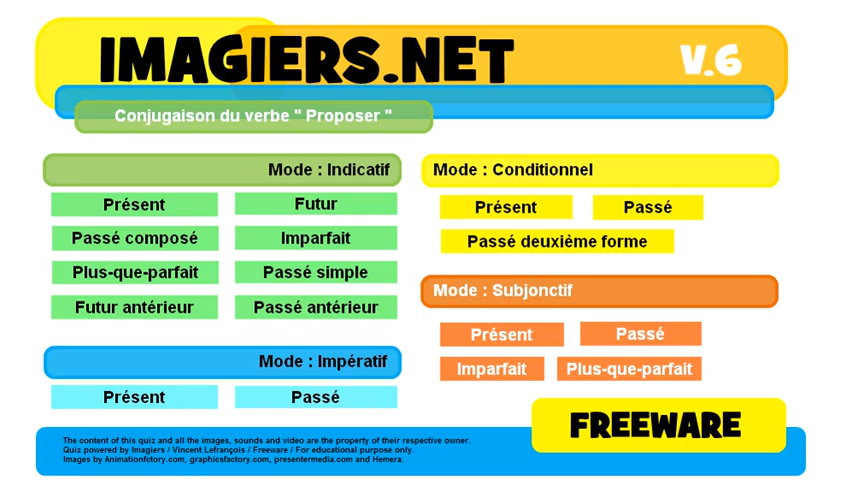 IMAGIERS.NET
V.6
Conjugaison du verbe " Proposer "
Mode : Indicatif
Présent
Futur
Passé composé
Imparfait
Plus-que-parfait
Passé simple
Futur antérieur
Passé antérieur
Mode : Impératif
Présent
Passé
Mode : Conditionnel
Présent
Passé
Passé deuxième forme
Mode : Subjonctif
Présent
Passé
Imparfait
Plus-que-parfait
FREEWARE
The content of this quiz and all the images, sounds and video are the property of their respective owner.
Quiz powered by Imagiers / Vincent Lefrançois / Freeware / For educational purpose only.
Images by Animationfctory.com, graphicsfactory.com, presentermedia.com and Hemera.